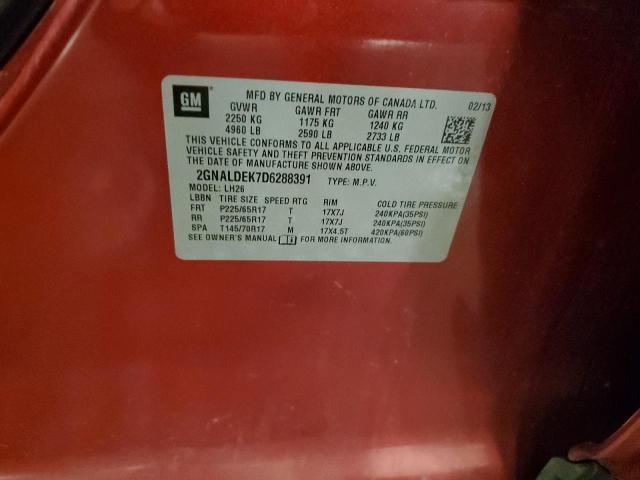 GM
MFD BY GENERAL MOTORS OF CANADA LTD. 02/13
GVWR GAWR FRT GAWR RR
2250 KG 1175 KG 1240 KG
4960 LB 2590 LB 2733 LB
THIS VEHICLE CONFORMS TO ALL APPLICABLE U.S. FEDERAL MOTOR
VEHICLE SAFETY AND THEFT PREVENTION STANDARDS IN EFFECT ON
THE DATE OF MANUFACTURE SHOWN ABOVE.
2GNALDEK7D6288391 TYPE: M.P.V.
MODEL: LH26
LBBN TIRE SIZE SPEED RTG RIM COLD TIRE PRESSURE
FRT P225/65R17 T 17X7J 240KPA(35PSI)
RR P225/65R17 T 17X7J 240KPA(35PSI)
SPA T145/70R17 M 17X4.5T 420KPA(60PSI)
SEE OWNER'S MANUAL FOR MORE INFORMATION.